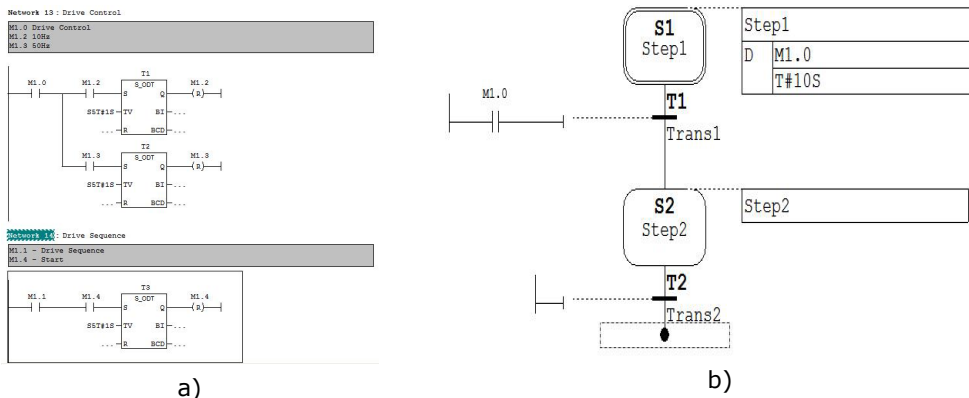 Network 13 : Drive Control
M1.0 Drive Control
M1.2 10Hz
M1.3 50Hz
T1
M1.0 M1.2 S_ODT M1.2
S Q (R)
S5T#1S TV BI ...
... R BCD ...
T2
M1.3 S_ODT M1.3
S Q (R)
S5T#1S TV BI ...
... R BCD ...
Network 14 : Drive Sequence
M1.1 - Drive Sequence
M1.4 - Start
T3
M1.1 M1.4 S_ODT M1.4
S Q (R)
S5T#1S TV BI ...
... R BCD ...
a)
S1
Step1
Step1
D M1.0
T#10S
M1.0
T1
Trans1
S2
Step2
Step2
T2
Trans2
b)